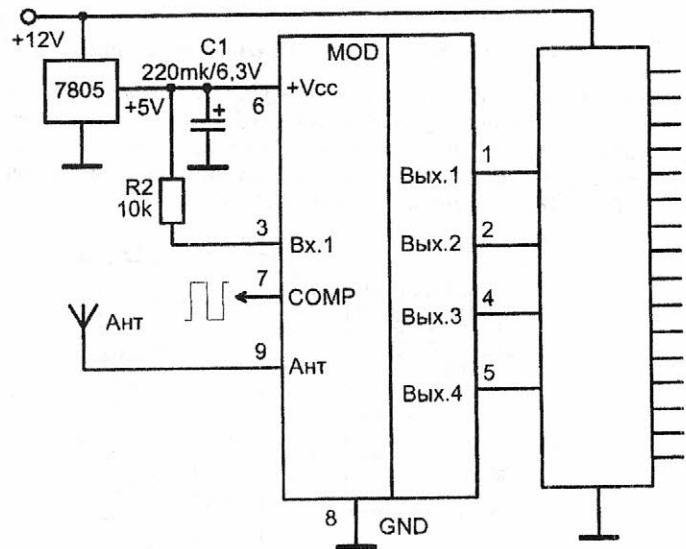 +12V
7805
+5V
C1
220mk/6,3V
R2
10k
MOD
6
+Vcc
3
Вх.1
7
COMP
Ант
9
Ант
8
GND
Вых.1
1
Вых.2
2
Вых.3
4
Вых.4
5